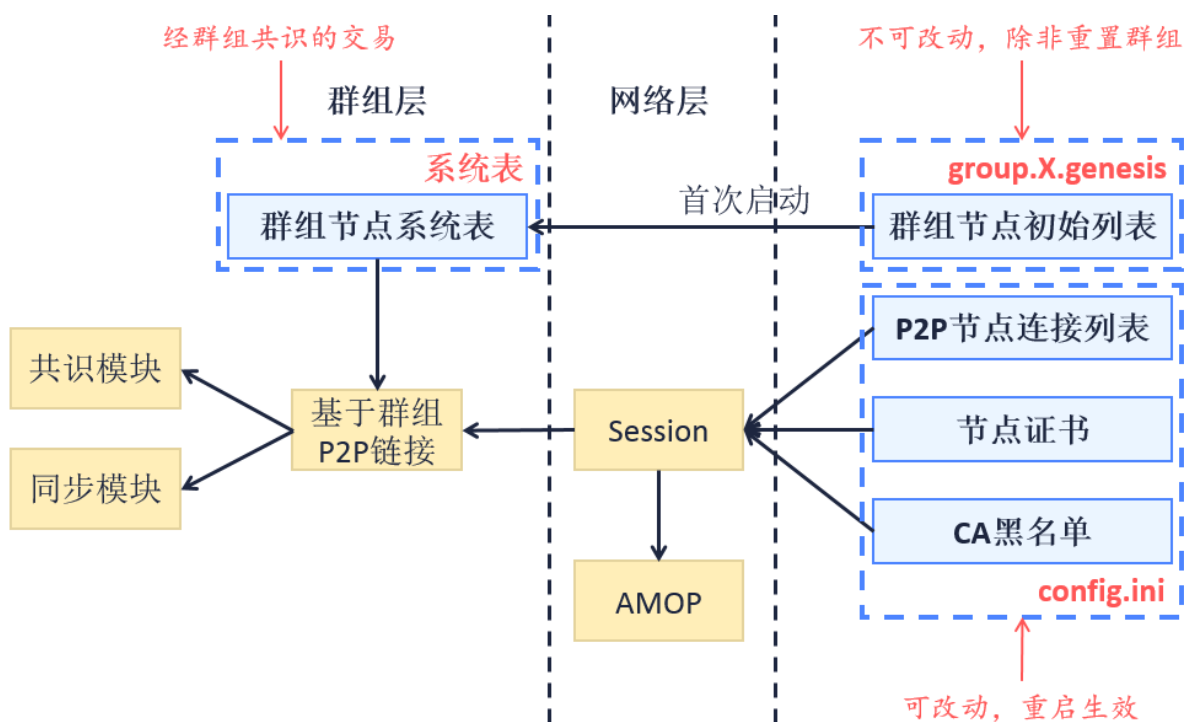 经群组共识的交易
不可改动，除非重置群组
群组层
网络层
系统表
group.X.genesis
首次启动
群组节点系统表
群组节点初始列表
P2P节点连接列表
共识模块
基于群组
P2P链接
Session
节点证书
同步模块
CA黑名单
AMOP
config.ini
可改动，重启生效